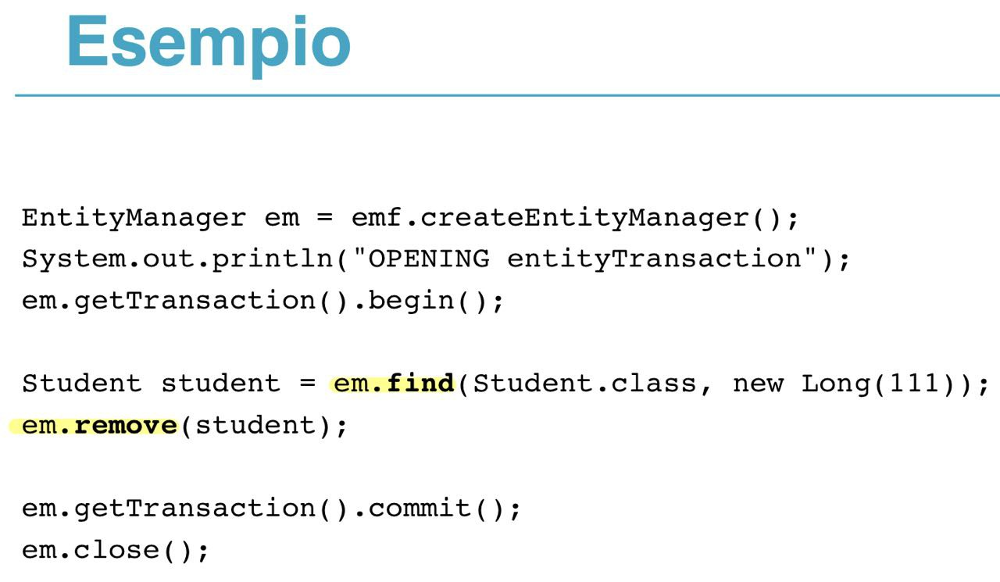 Esempio
EntityManager em = emf.createEntityManager();
System.out.println("OPENING entityTransaction");
em.getTransaction().begin();
Student student = em.find(Student.class, new Long(111));
em.remove(student);
em.getTransaction().commit();
em.close();